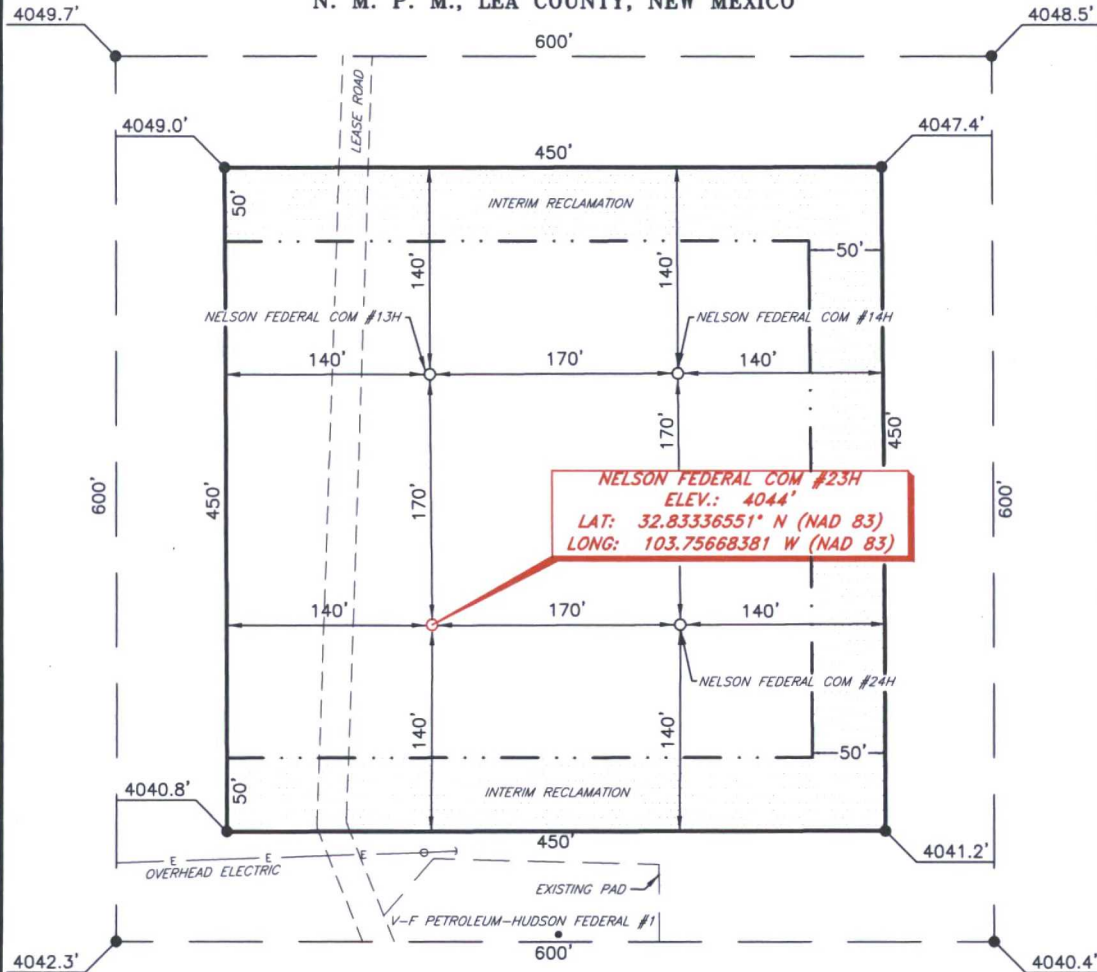 N. M. P. M., LEA COUNTY, NEW MEXICO
4049.7'
4048.5'
600'
LEASE ROAD
4049.0'
4047.4'
450'
50'
INTERIM RECLAMATION
50'
140'
140'
NELSON FEDERAL COM #13H
NELSON FEDERAL COM #14H
140'
170'
140'
450'
170'
170'
600'
450'
600'
NELSON FEDERAL COM #23H
ELEV.: 4044'
LAT: 32.83336551° N (NAD 83)
LONG: 103.75668381 W (NAD 83)
140'
170'
140'
NELSON FEDERAL COM #24H
140'
140'
50'
50'
INTERIM RECLAMATION
4040.8'
450'
4041.2'
E E E
OVERHEAD ELECTRIC
EXISTING PAD
V-F PETROLEUM-HUDSON FEDERAL #1
600'
4042.3'
4040.4'